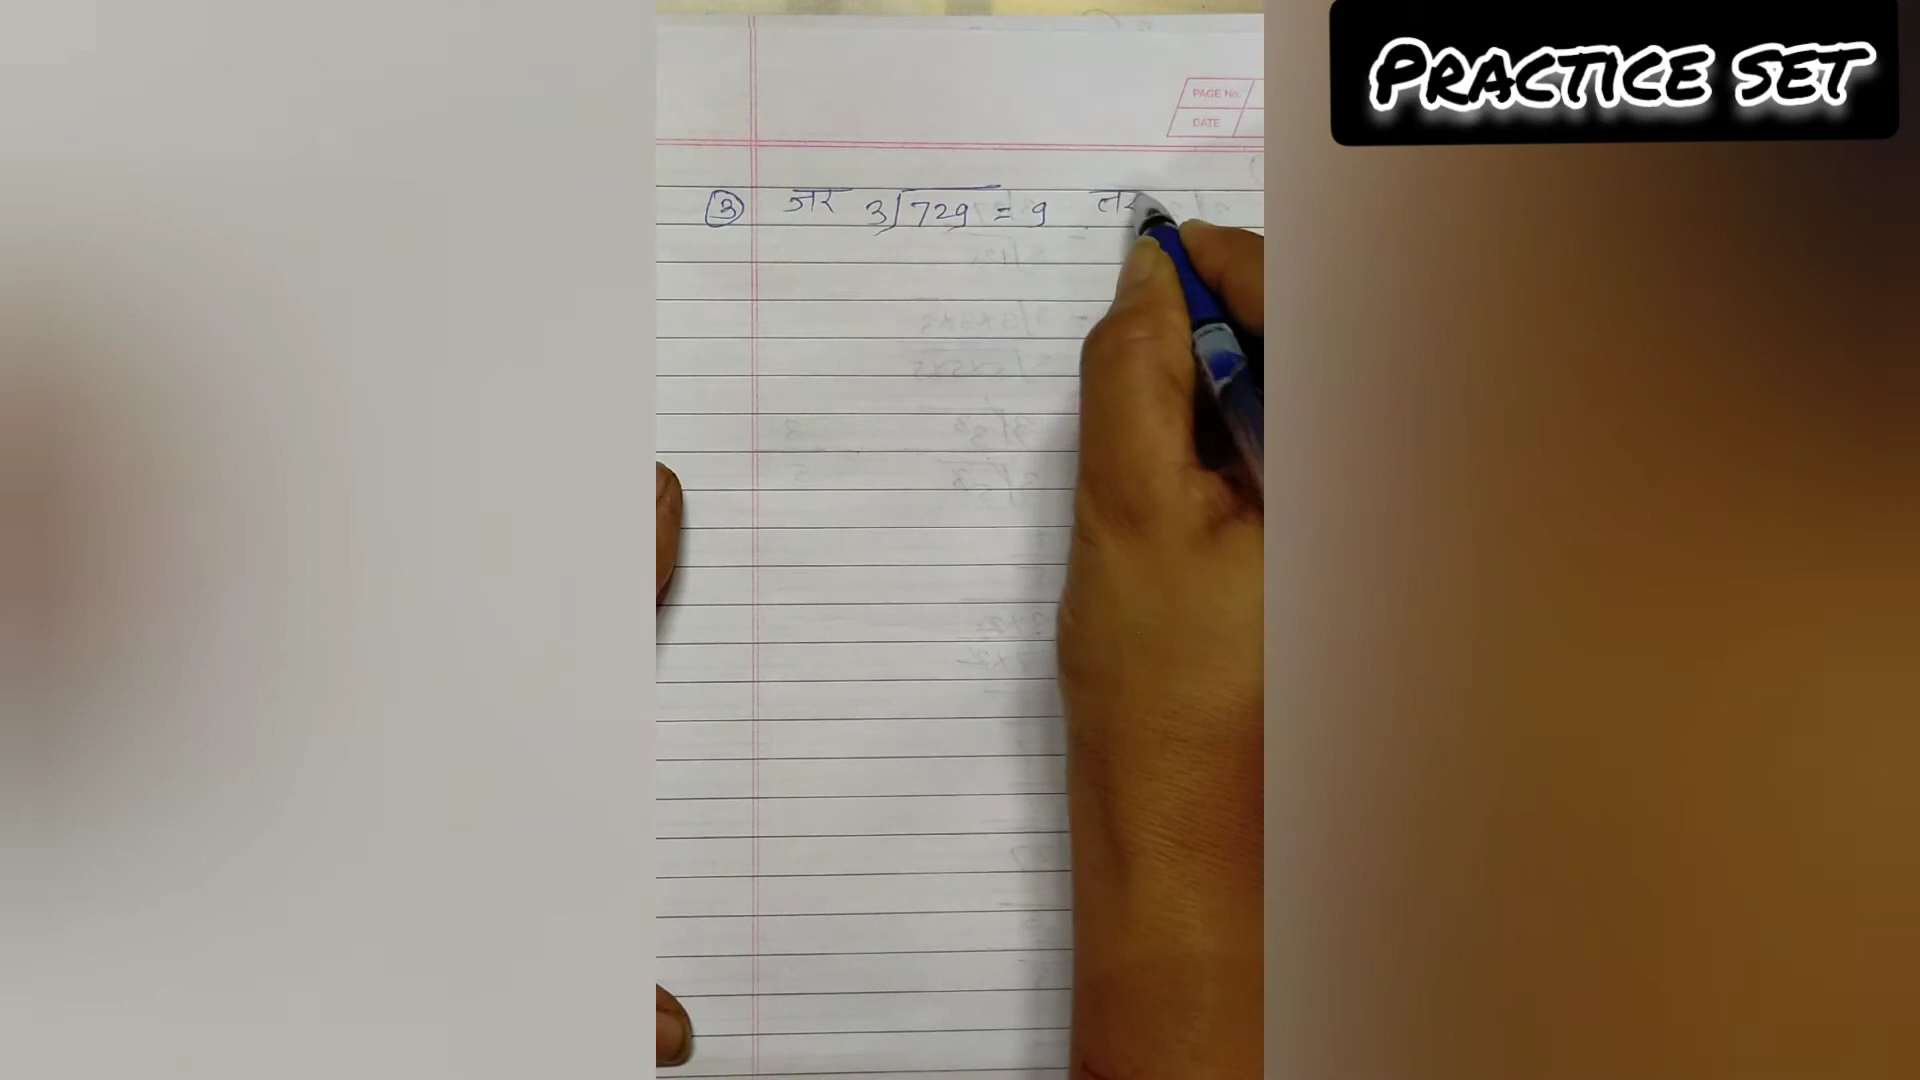 PRACTICE SET
PAGE No.
DATE
③ जर ∛729 = 9 तर